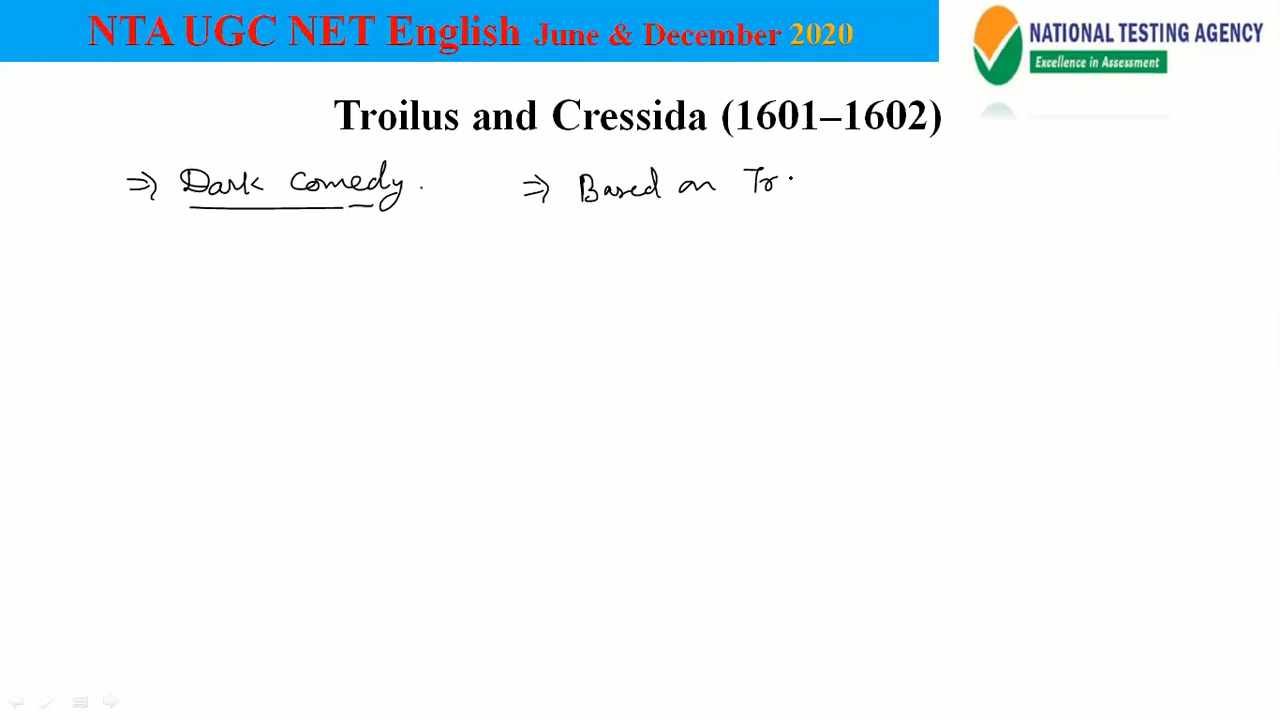 NTA UGC NET English June & December 2020
NATIONAL TESTING AGENCY
Excellence in Assessment
Troilus and Cressida (1601–1602)
⇒ Dark Comedy. ⇒ Based on Tr